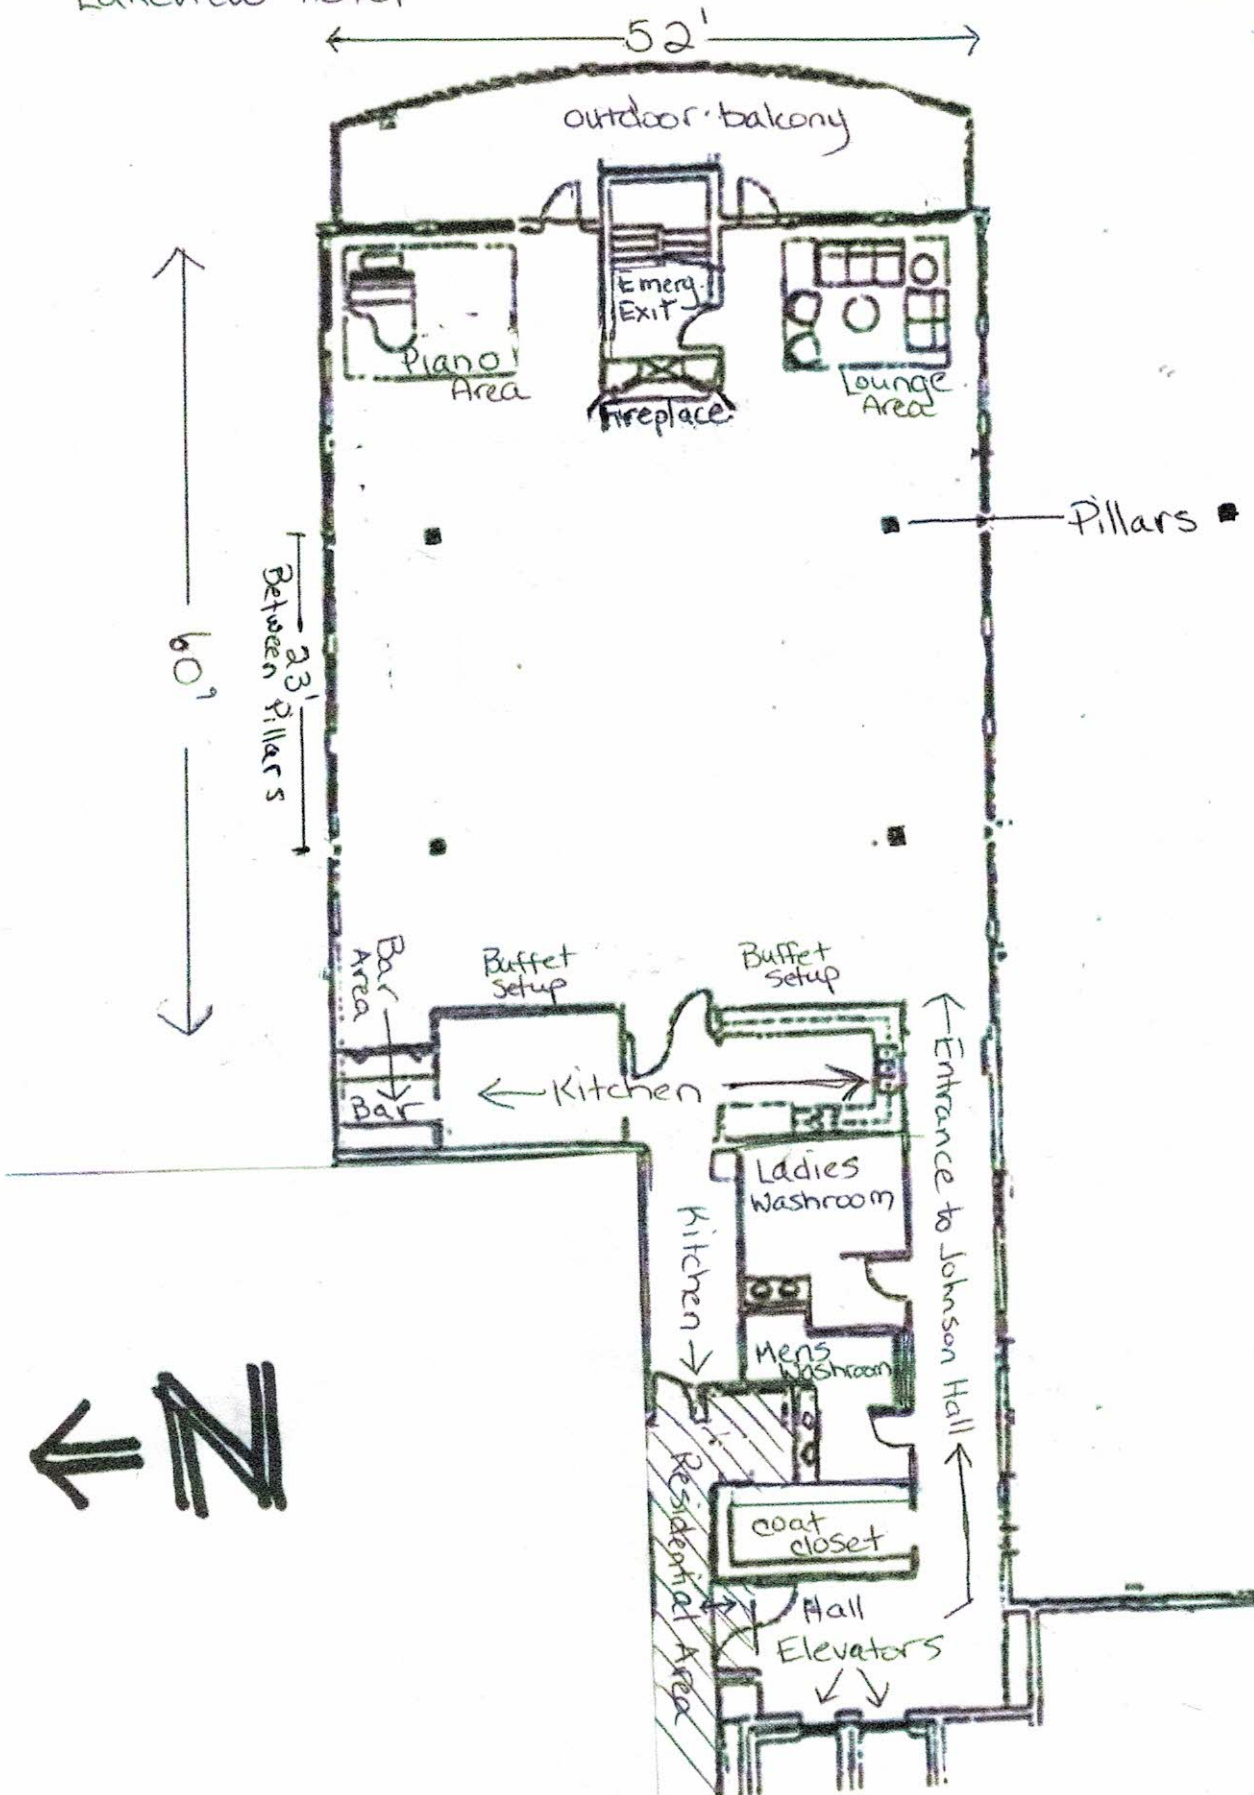 52'
outdoor balcony
Emerg.
Exit
Piano
Area
Lounge
Area
Fireplace
Pillars
60'
23'
Between Pillars
Bar
Area
Buffet
Setup
Buffet
Setup
Bar
Kitchen
Entrance to Johnson Hall
Ladies
Washroom
Kitchen
Mens
Washroom
N
Residential Area
coat
closet
Hall
Elevators